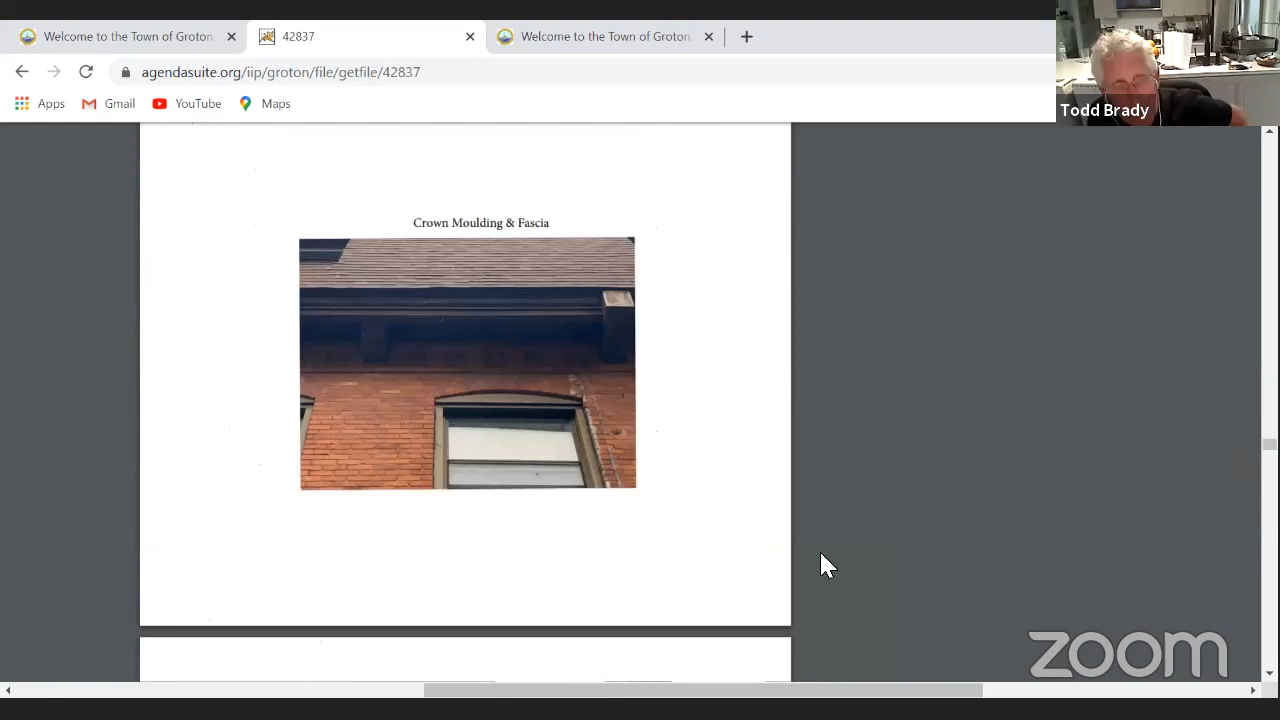 Welcome to the Town of Groton,
42837
Welcome to the Town of Groton,
agendasuite.org/iip/groton/file/getfile/42837
Apps
Gmail
YouTube
Maps
Todd Brady
Crown Moulding & Fascia
zoom